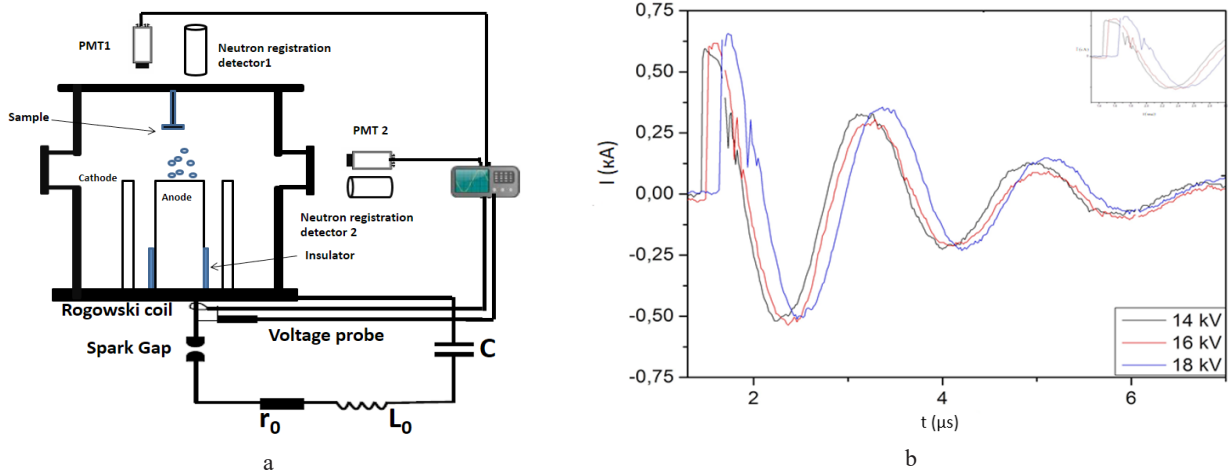 PMT1
Neutron registration
detector1
Sample
PMT 2
Cathode
Anode
Neutron registration
detector 2
Insulator
Rogowski coil
Voltage probe
Spark Gap
C
r0
L0
a
0,75
0,50
0,25
0,00
-0,25
-0,50
-0,75
I (кА)
2
4
6
t (μs)
14 kV
16 kV
18 kV
b